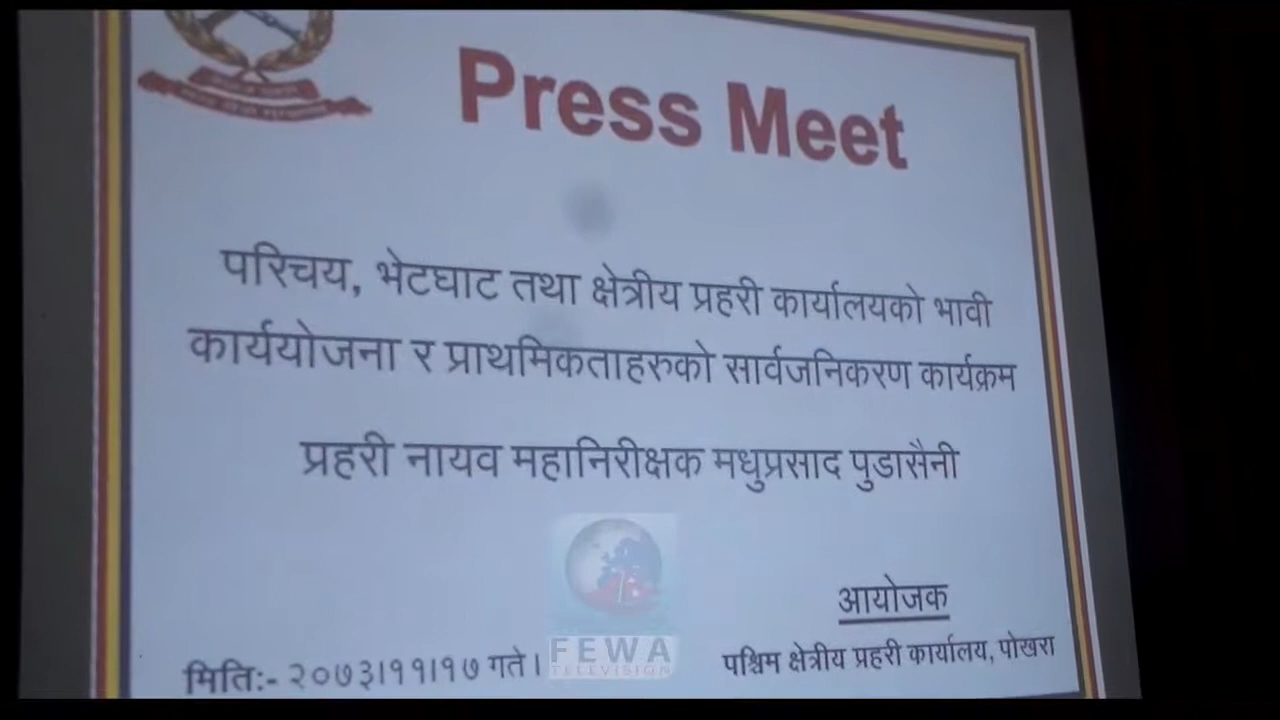 Press Meet
परिचय, भेटघाट तथा क्षेत्रीय प्रहरी कार्यालयको भावी
कार्ययोजना र प्राथमिकताहरुको सार्वजनिकरण कार्यक्रम
प्रहरी नायव महानिरीक्षक मधुप्रसाद पुडासैनी
आयोजक
मितिः- २०७३।११।१७ गते।
पश्चिम क्षेत्रीय प्रहरी कार्यालय, पोखरा
FEWA
TELEVISION